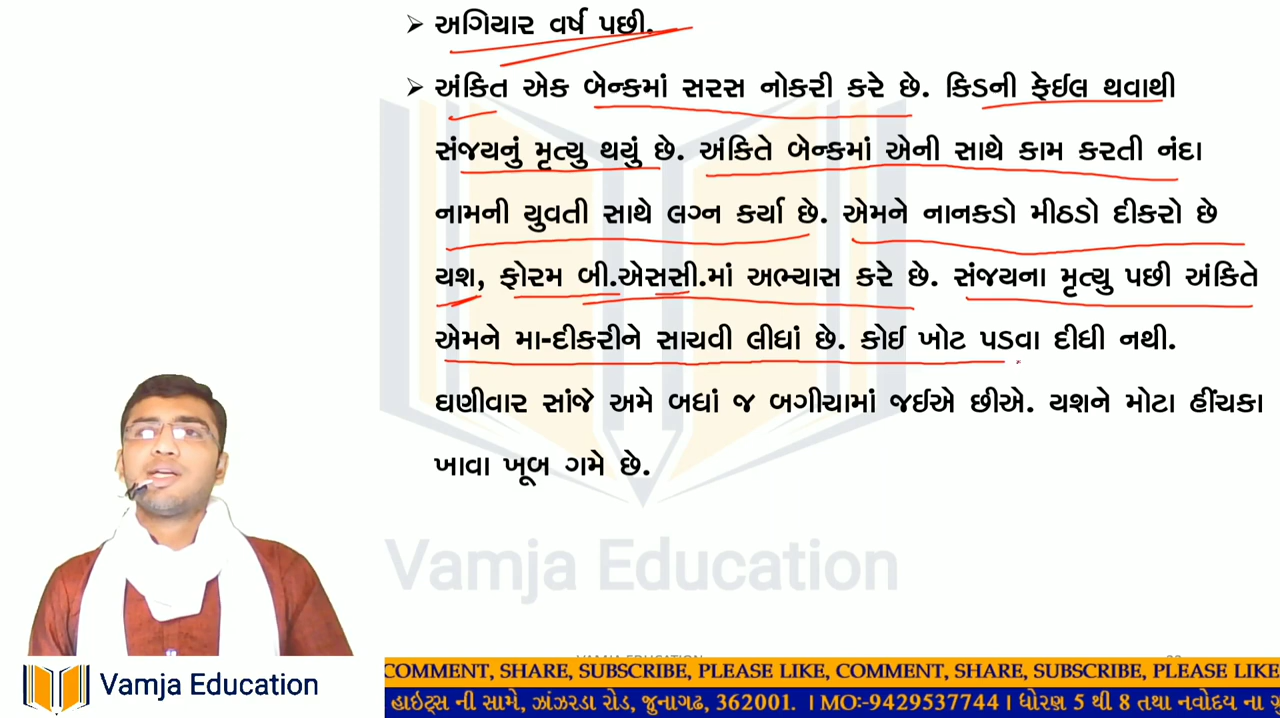 ➢ અગિયાર વર્ષ પછી.
➢ અંકિત એક બેન્કમાં સરસ નોકરી કરે છે. કિડની ફેઈલ થવાથી
સંજયનું મૃત્યુ થયું છે. અંકિતે બેન્કમાં એની સાથે કામ કરતી નંદા
નામની યુવતી સાથે લગ્ન કર્યા છે. એમને નાનકડો મીઠડો દીકરો છે
યશ, ફોરમ બી.એસસી.માં અભ્યાસ કરે છે. સંજયના મૃત્યુ પછી અંકિતે
એમને મા-દીકરીને સાચવી લીધાં છે. કોઈ ખોટ પડવા દીધી નથી.
ઘણીવાર સાંજે અમે બધાં જ બગીચામાં જઈએ છીએ. યશને મોટા હીંચકા
ખાવા ખૂબ ગમે છે.
Vamja Education
VAMJA EDUCATION
Vamja Education
COMMENT, SHARE, SUBSCRIBE, PLEASE LIKE, COMMENT, SHARE, SUBSCRIBE, PLEASE LIKE
હાઇટ્સ ની સામે, ઝાંઝરડા રોડ, જુનાગઢ, 362001. । MO:-9429537744 । ધોરણ 5 થી 8 તથા નવોદય ના